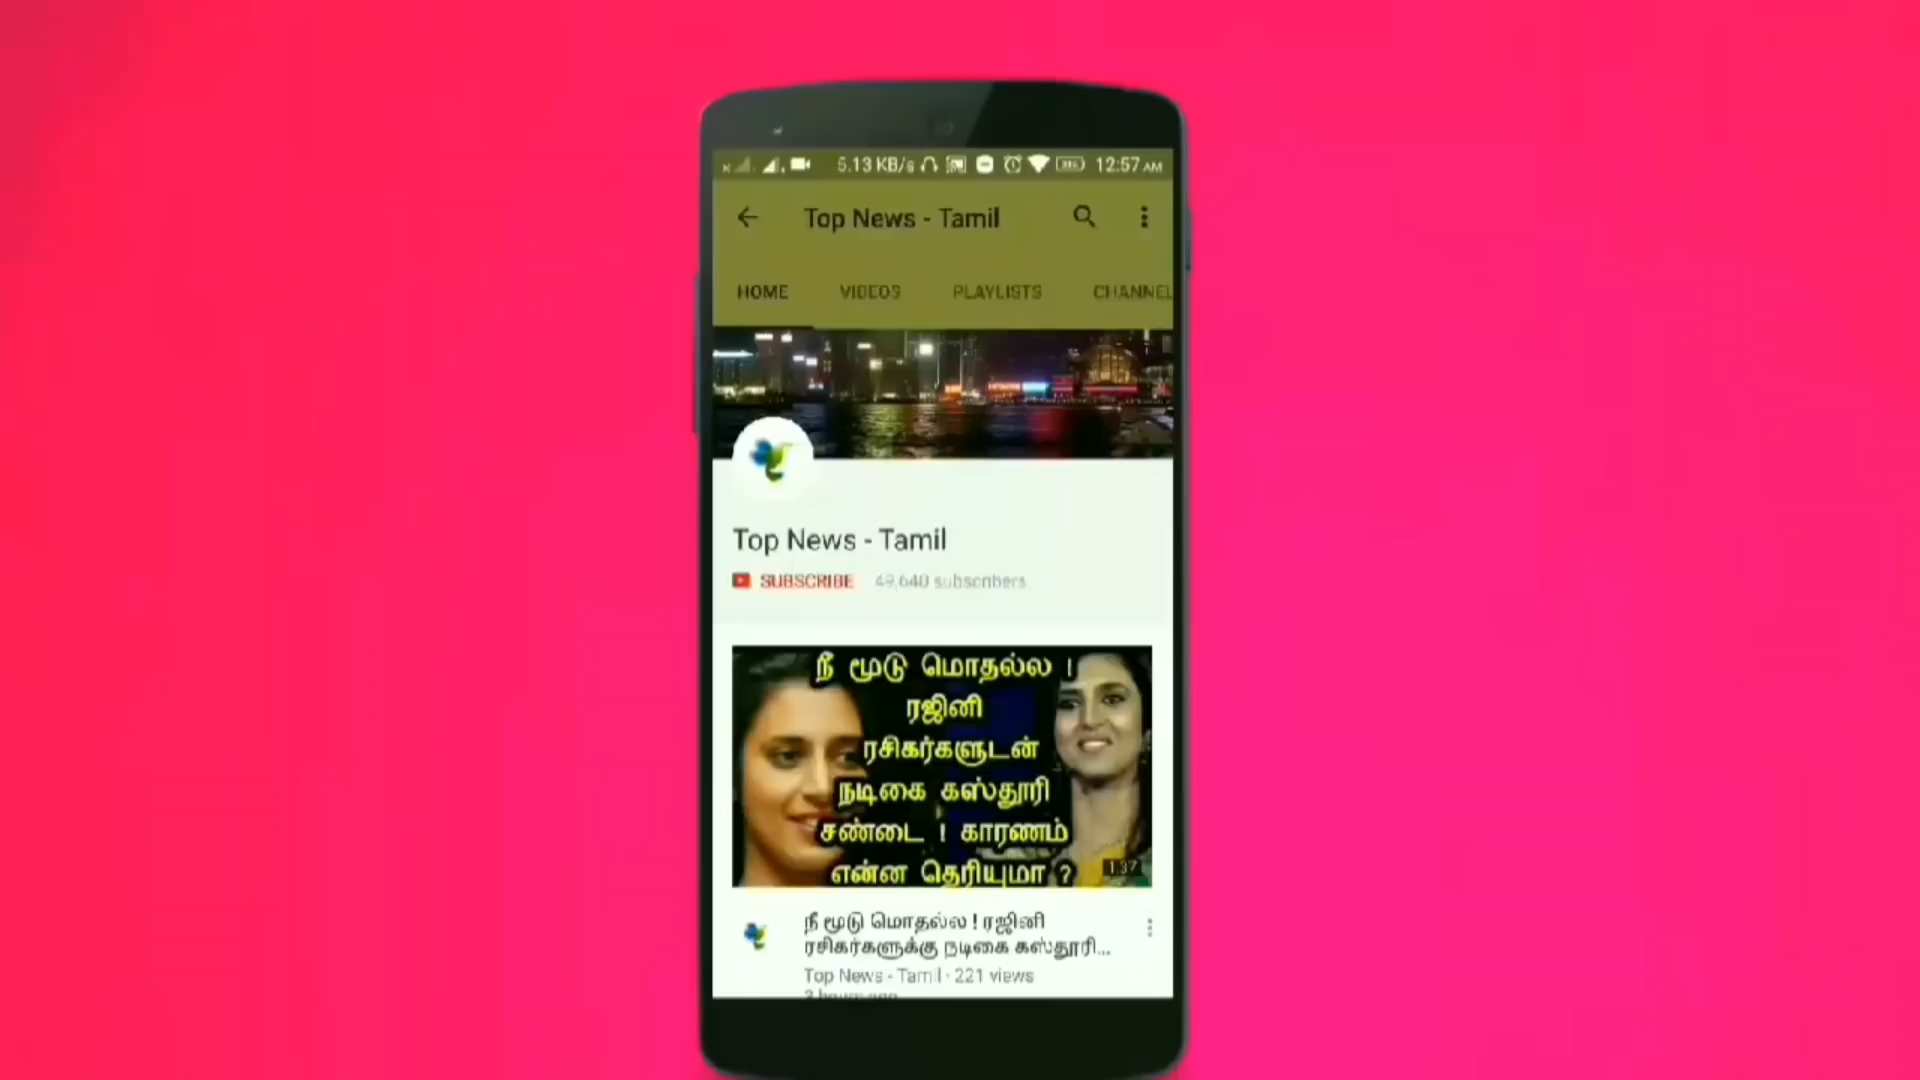 5.13 KB/s 12:57 AM
Top News - Tamil
HOME VIDEOS PLAYLISTS CHANNEL
Top News - Tamil
SUBSCRIBE 49,640 subscribers
நீ மூடு மொதல்ல !
ரஜினி
ரசிகர்களுடன்
நடிகை கஸ்தூரி
சண்டை ! காரணம்
என்ன தெரியுமா ?
1:37
நீ மூடு மொதல்ல ! ரஜினி
ரசிகர்களுக்கு நடிகை கஸ்தூரி...
Top News - Tamil · 221 views